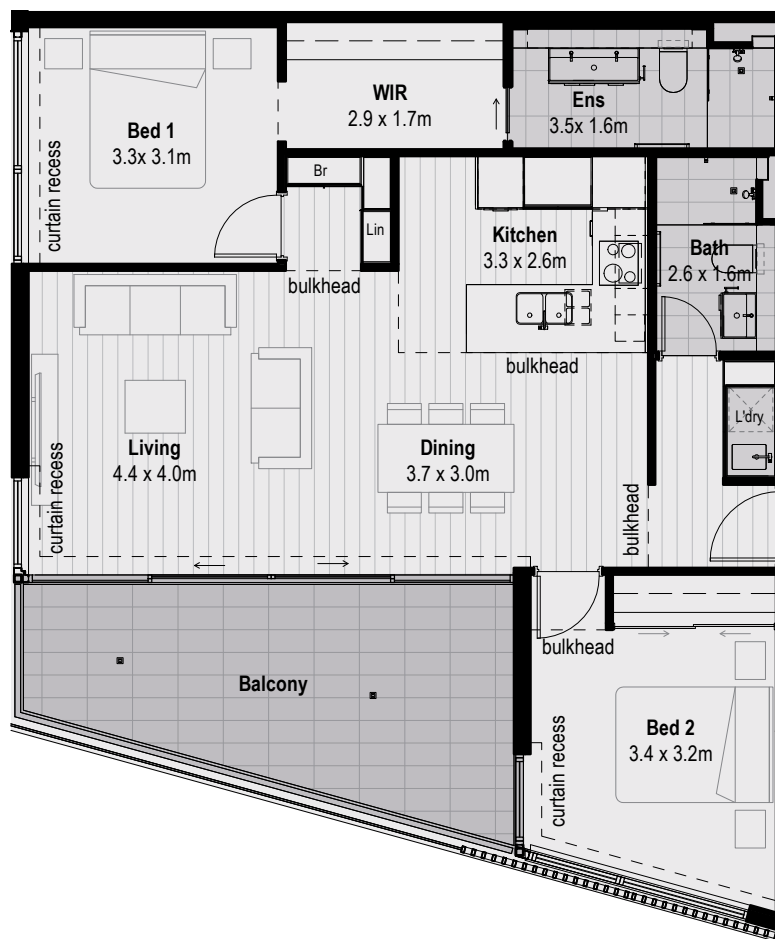 WIR
2.9 x 1.7m
Ens
3.5x 1.6m
Bed 1
3.3x 3.1m
curtain recess
Br
Lin
Kitchen
3.3 x 2.6m
Bath
2.6 x 1.6m
bulkhead
bulkhead
L'dry
Living
4.4 x 4.0m
Dining
3.7 x 3.0m
curtain recess
bulkhead
bulkhead
Balcony
Bed 2
3.4 x 3.2m
curtain recess